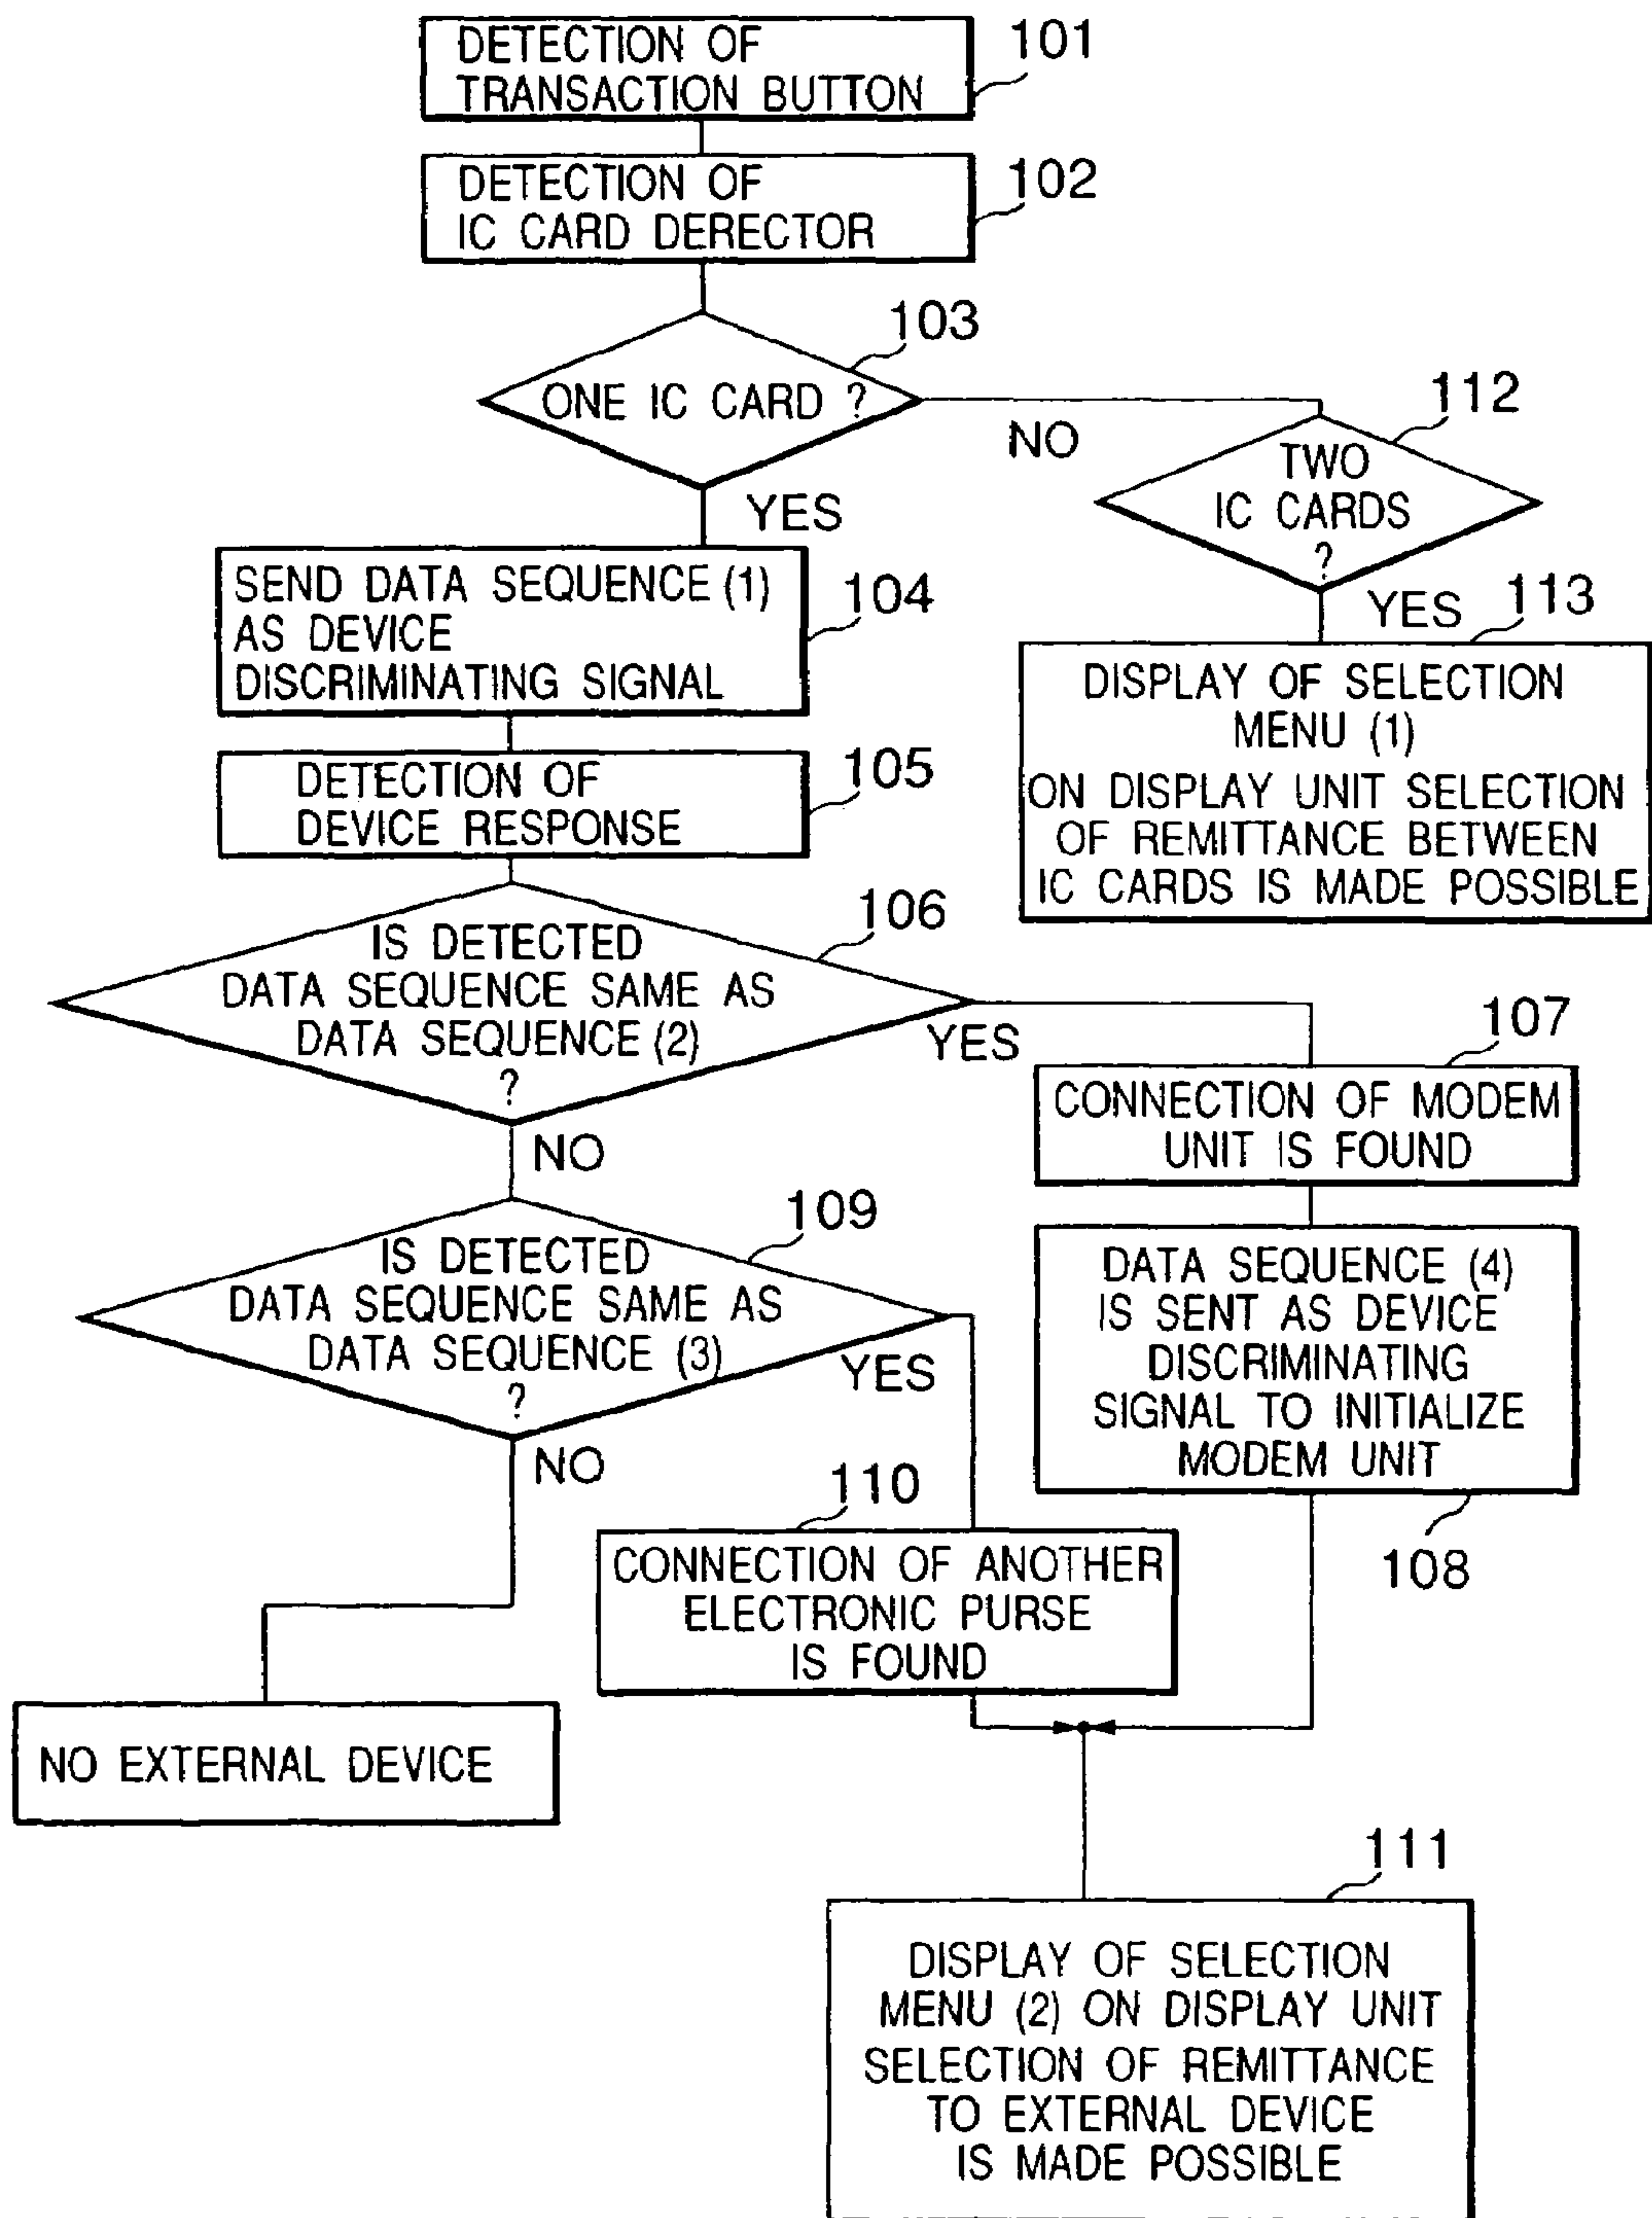 DETECTION OF
TRANSACTION BUTTON
101
DETECTION OF
IC CARD DERECTOR
102
103
ONE IC CARD ?
NO
YES
112
TWO
IC CARDS
?
YES
113
DISPLAY OF SELECTION
MENU (1)
ON DISPLAY UNIT SELECTION
OF REMITTANCE BETWEEN
IC CARDS IS MADE POSSIBLE
SEND DATA SEQUENCE (1)
AS DEVICE
DISCRIMINATING SIGNAL
104
DETECTION OF
DEVICE RESPONSE
105
106
IS DETECTED
DATA SEQUENCE SAME AS
DATA SEQUENCE (2)
?
YES
NO
107
CONNECTION OF MODEM
UNIT IS FOUND
DATA SEQUENCE (4)
IS SENT AS DEVICE
DISCRIMINATING
SIGNAL TO INITIALIZE
MODEM UNIT
108
109
IS DETECTED
DATA SEQUENCE SAME AS
DATA SEQUENCE (3)
?
YES
NO
110
CONNECTION OF ANOTHER
ELECTRONIC PURSE
IS FOUND
NO EXTERNAL DEVICE
111
DISPLAY OF SELECTION
MENU (2) ON DISPLAY UNIT
SELECTION OF REMITTANCE
TO EXTERNAL DEVICE
IS MADE POSSIBLE